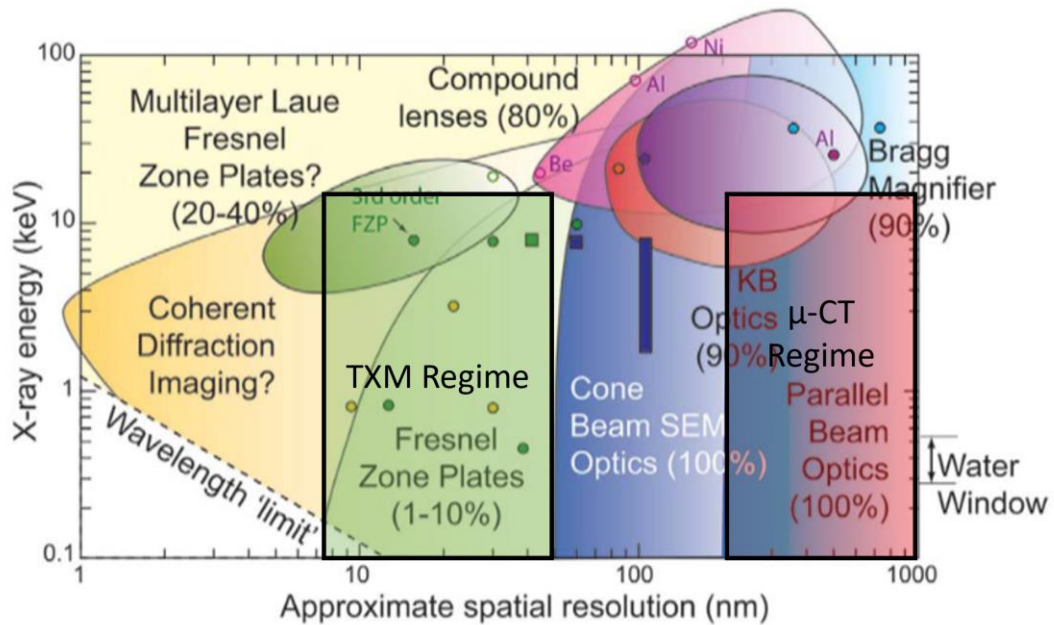 100
10
1
0.1
X-ray energy (keV)
1
10
100
1000
Approximate spatial resolution (nm)
Multilayer Laue
Fresnel
Zone Plates?
(20-40%)
Compound
lenses (80%)
Ni
Al
Be
Al
Bragg
Magnifier
(90%)
3rd order
FZP
Coherent
Diffraction
Imaging?
Wavelength 'limit'
TXM Regime
Fresnel
Zone Plates
(1-10%)
Cone
Beam SEM
Optics (100%)
KB
Optics
(90%)
μ-CT
Regime
Parallel
Beam
Optics
(100%)
Water
Window